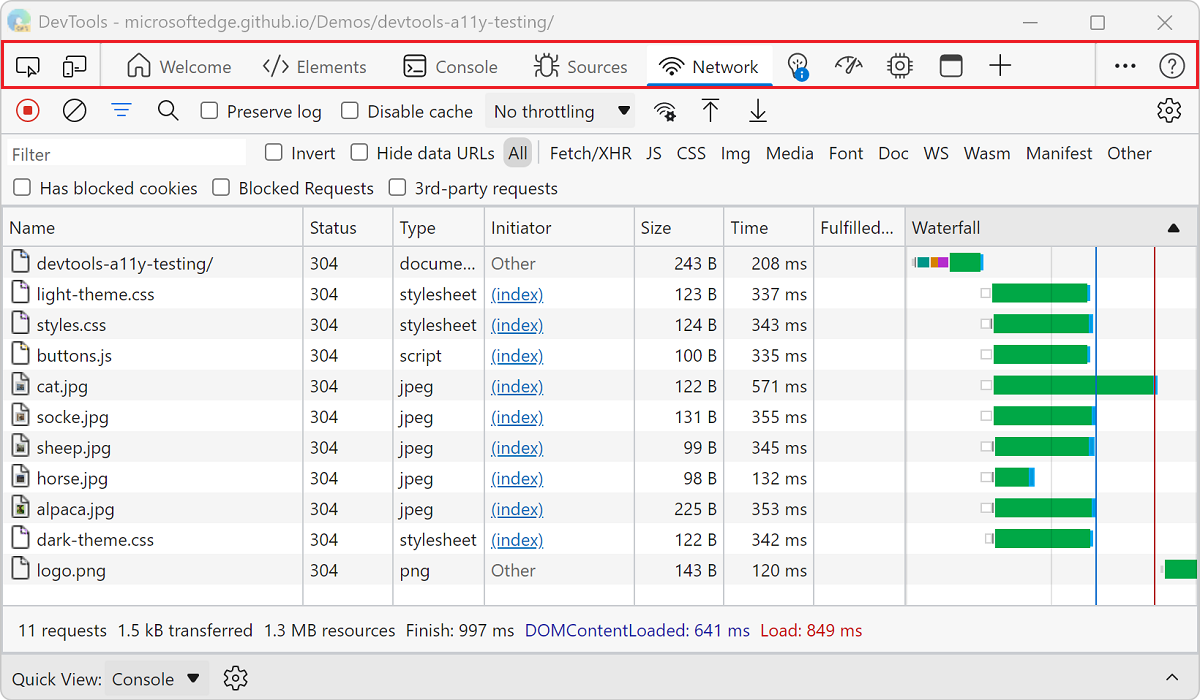 DevTools - microsoftedge.github.io/Demos/devtools-a11y-testing/
Welcome Elements Console Sources Network
Preserve log Disable cache No throttling
Filter Invert Hide data URLs All Fetch/XHR JS CSS Img Media Font Doc WS Wasm Manifest Other
Has blocked cookies Blocked Requests 3rd-party requests
Name Status Type Initiator Size Time Fulfilled... Waterfall
devtools-a11y-testing/ 304 docume... Other 243 B 208 ms
light-theme.css 304 stylesheet (index) 123 B 337 ms
styles.css 304 stylesheet (index) 124 B 343 ms
buttons.js 304 script (index) 100 B 335 ms
cat.jpg 304 jpeg (index) 122 B 571 ms
socke.jpg 304 jpeg (index) 131 B 355 ms
sheep.jpg 304 jpeg (index) 99 B 345 ms
horse.jpg 304 jpeg (index) 98 B 132 ms
alpaca.jpg 304 jpeg (index) 225 B 353 ms
dark-theme.css 304 stylesheet (index) 122 B 342 ms
logo.png 304 png Other 143 B 120 ms
11 requests 1.5 kB transferred 1.3 MB resources Finish: 997 ms DOMContentLoaded: 641 ms Load: 849 ms
Quick View: Console